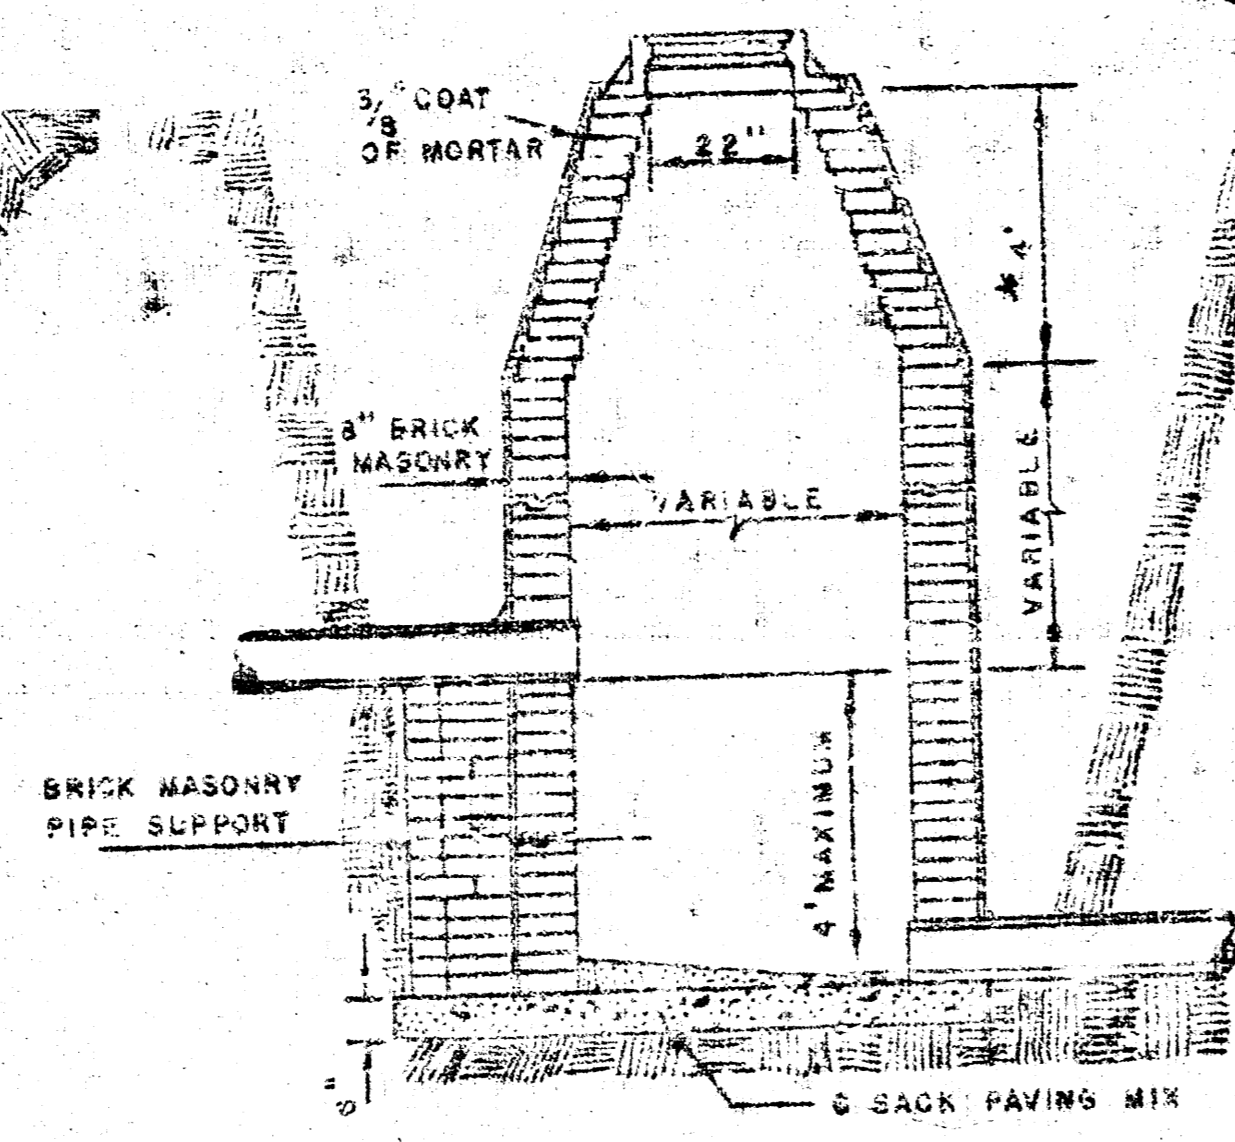 3/8" COAT
OF MORTAR
22"
4'
8" BRICK
MASONRY
VARIABLE
VARIABLE
BRICK MASONRY
PIPE SUPPORT
4' MAXIMUM
SACK PAVING MIX